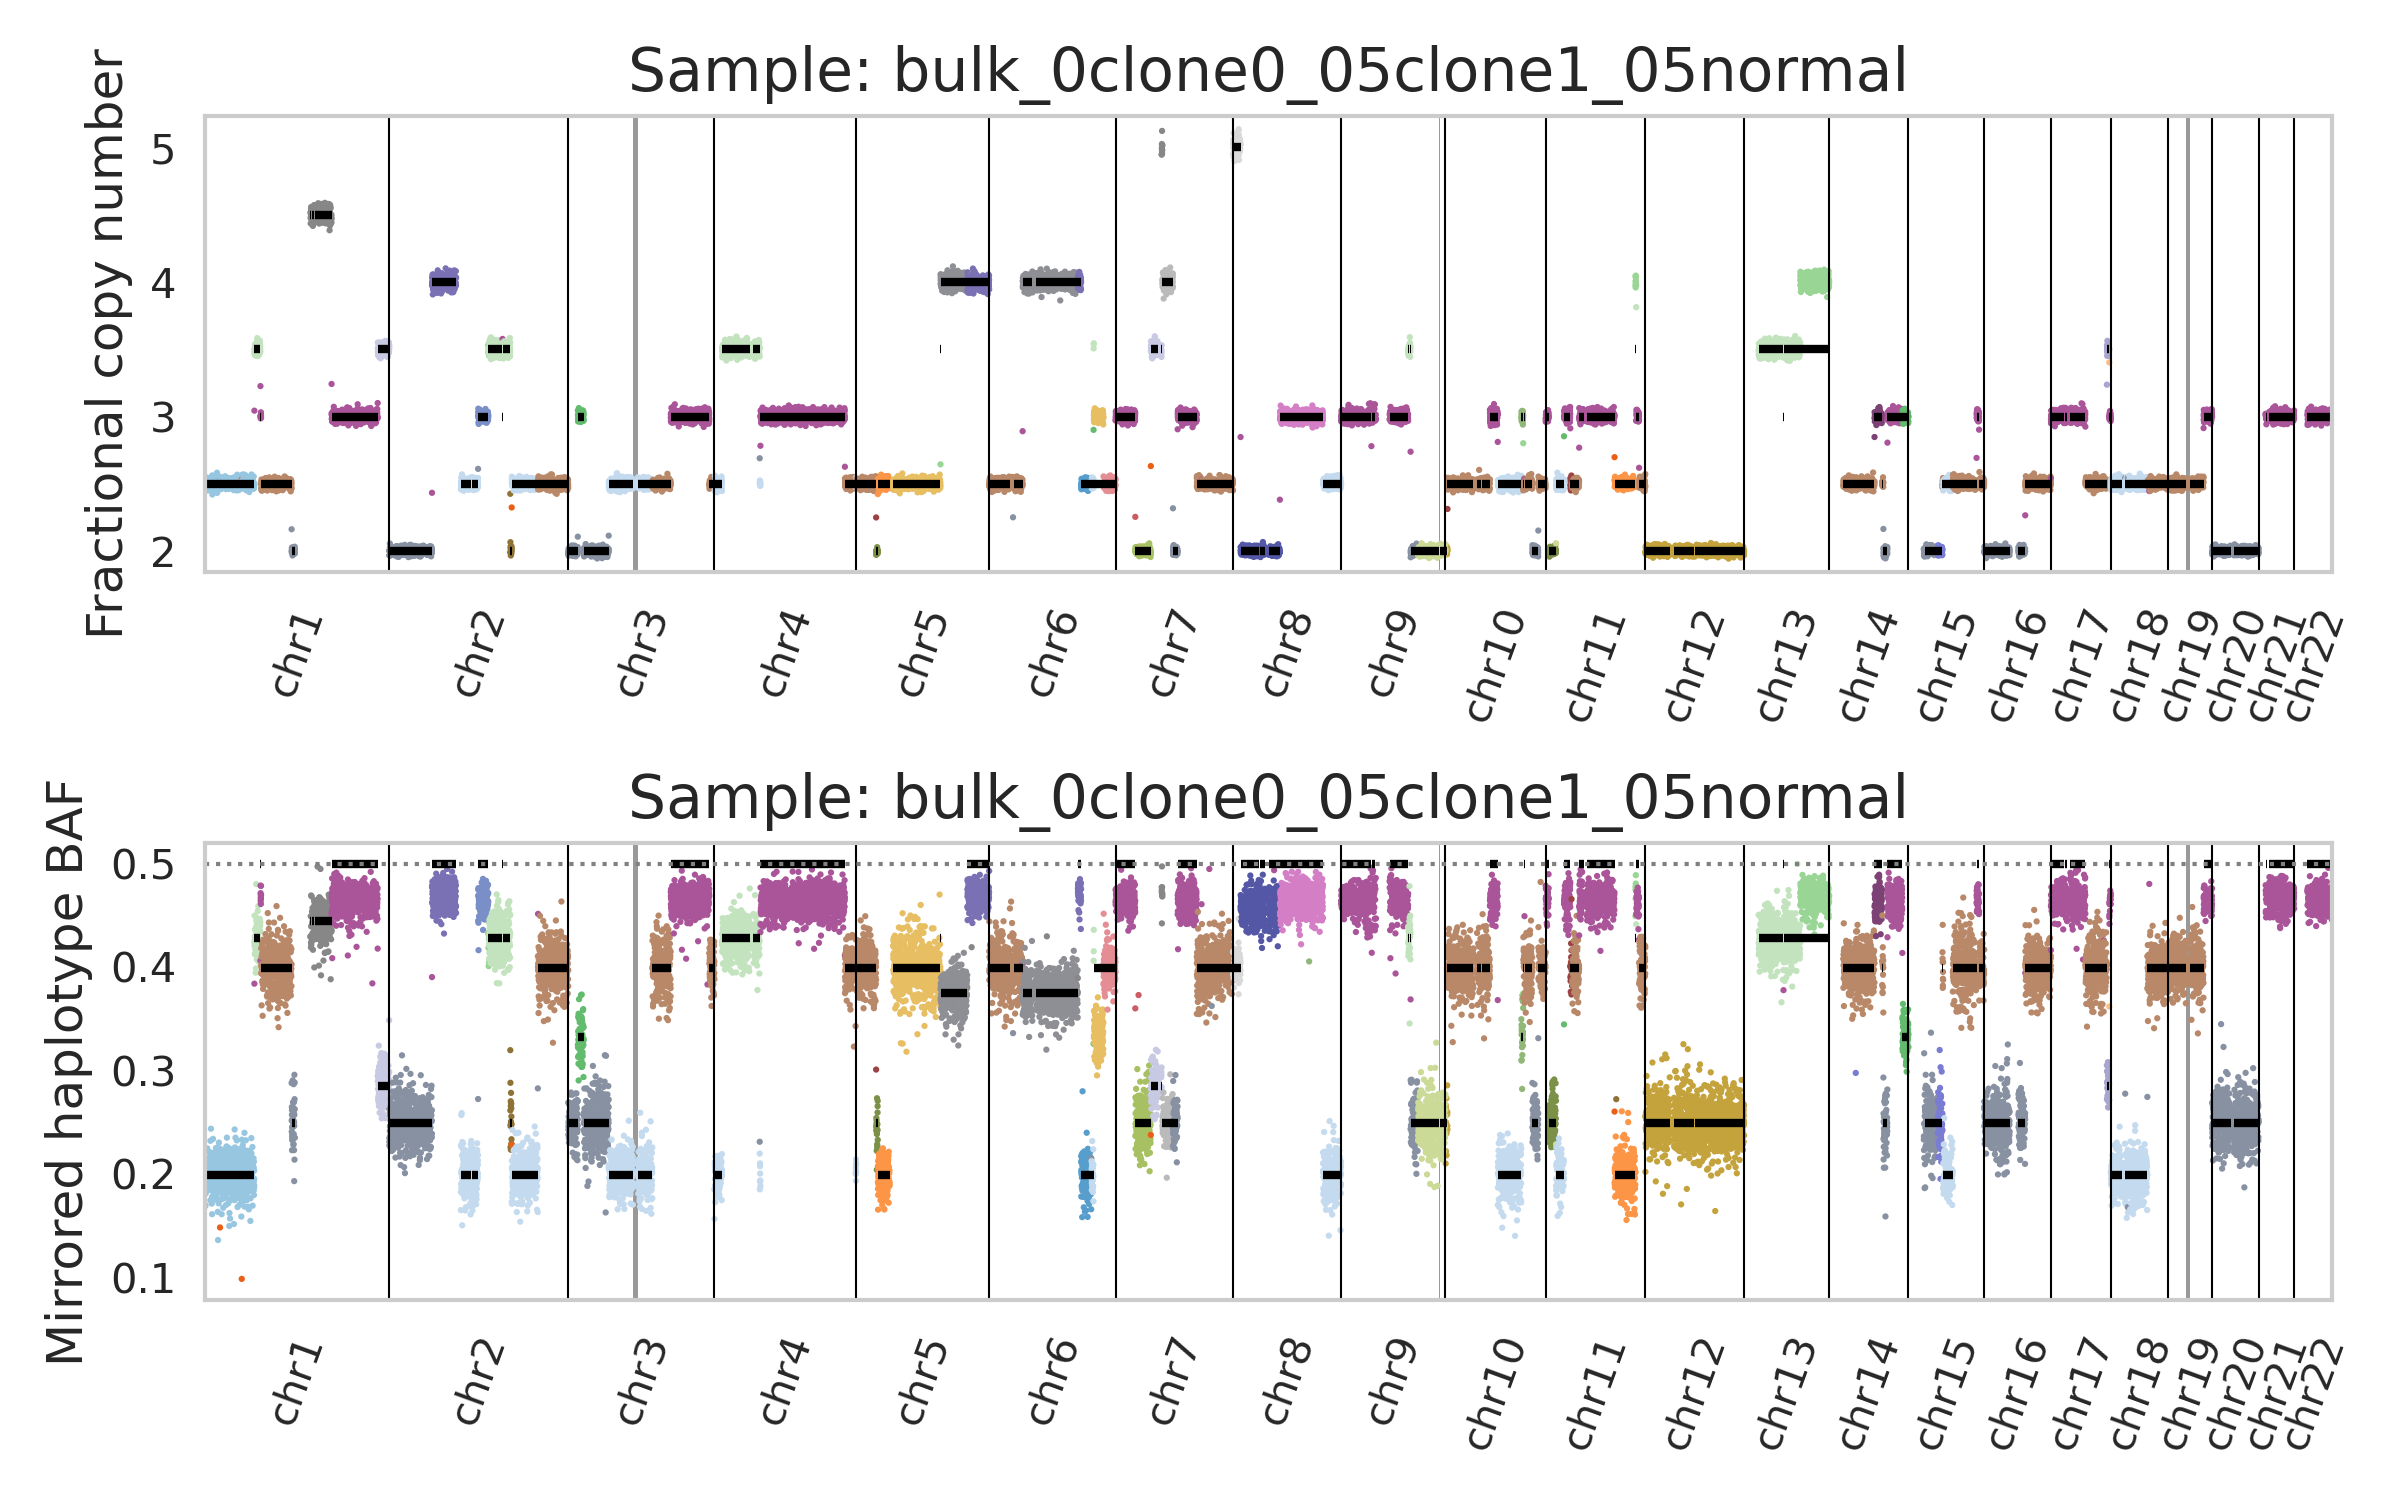 Sample: bulk_0clone0_05clone1_05normal
Fractional copy number
5
4
3
2
chr1
chr2
chr3
chr4
chr5
chr6
chr7
chr8
chr9
chr10
chr11
chr12
chr13
chr14
chr15
chr16
chr17
chr18
chr19
chr20
chr21
chr22
Sample: bulk_0clone0_05clone1_05normal
Mirrored haplotype BAF
0.5
0.4
0.3
0.2
0.1
chr1
chr2
chr3
chr4
chr5
chr6
chr7
chr8
chr9
chr10
chr11
chr12
chr13
chr14
chr15
chr16
chr17
chr18
chr19
chr20
chr21
chr22